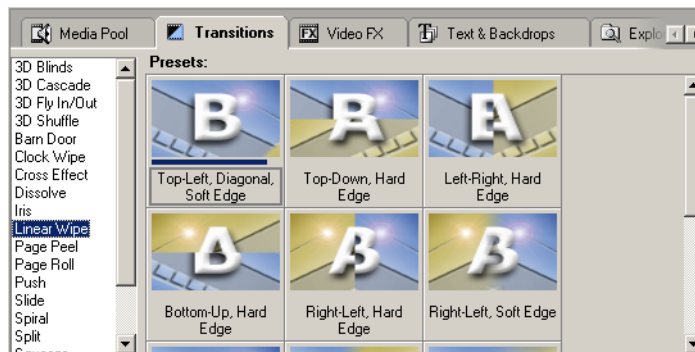 Media Pool
Transitions
FX Video FX
Text & Backdrops
Explo
3D Blinds
3D Cascade
3D Fly In/Out
3D Shuffle
Barn Door
Clock Wipe
Cross Effect
Dissolve
Iris
Linear Wipe
Page Peel
Page Roll
Push
Slide
Spiral
Split
Presets:
B
Top-Left, Diagonal,
Soft Edge
Top-Down, Hard
Edge
Left-Right, Hard
Edge
Bottom-Up, Hard
Edge
Right-Left, Hard
Edge
Right-Left, Soft Edge